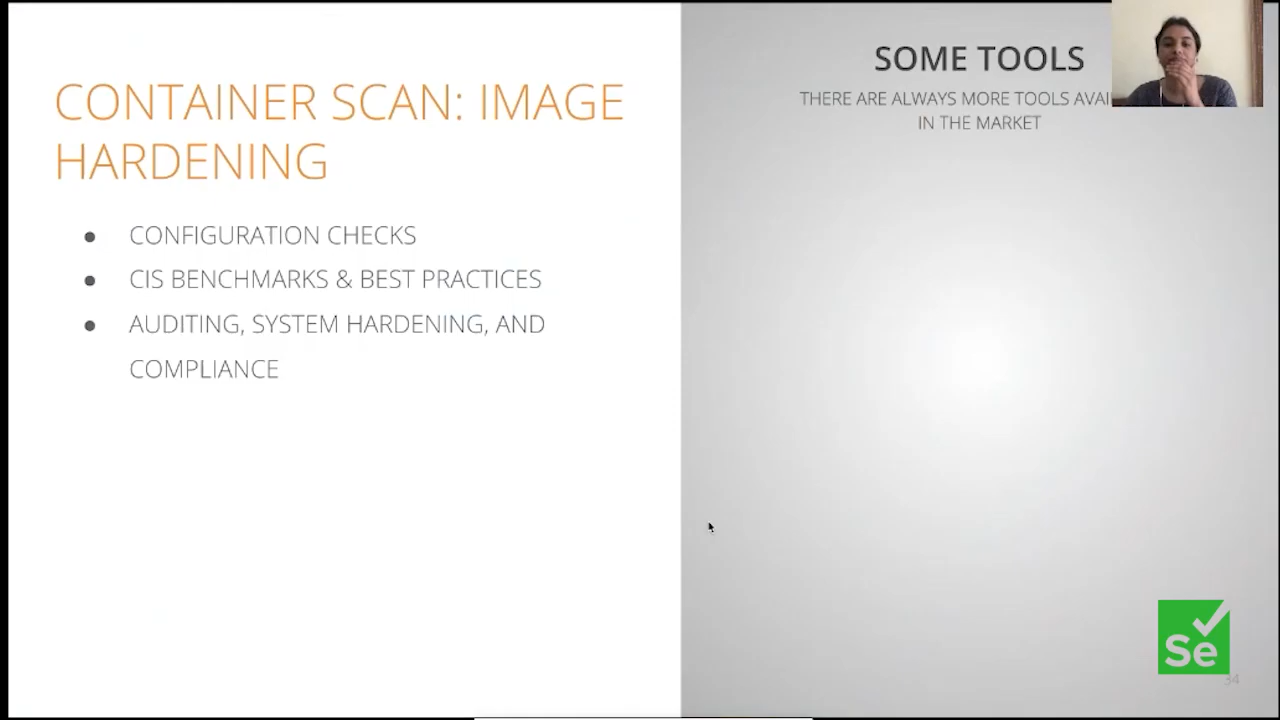 CONTAINER SCAN: IMAGE
HARDENING
● CONFIGURATION CHECKS
● CIS BENCHMARKS & BEST PRACTICES
● AUDITING, SYSTEM HARDENING, AND
COMPLIANCE
SOME TOOLS
THERE ARE ALWAYS MORE TOOLS
IN THE MARKET
Se
34